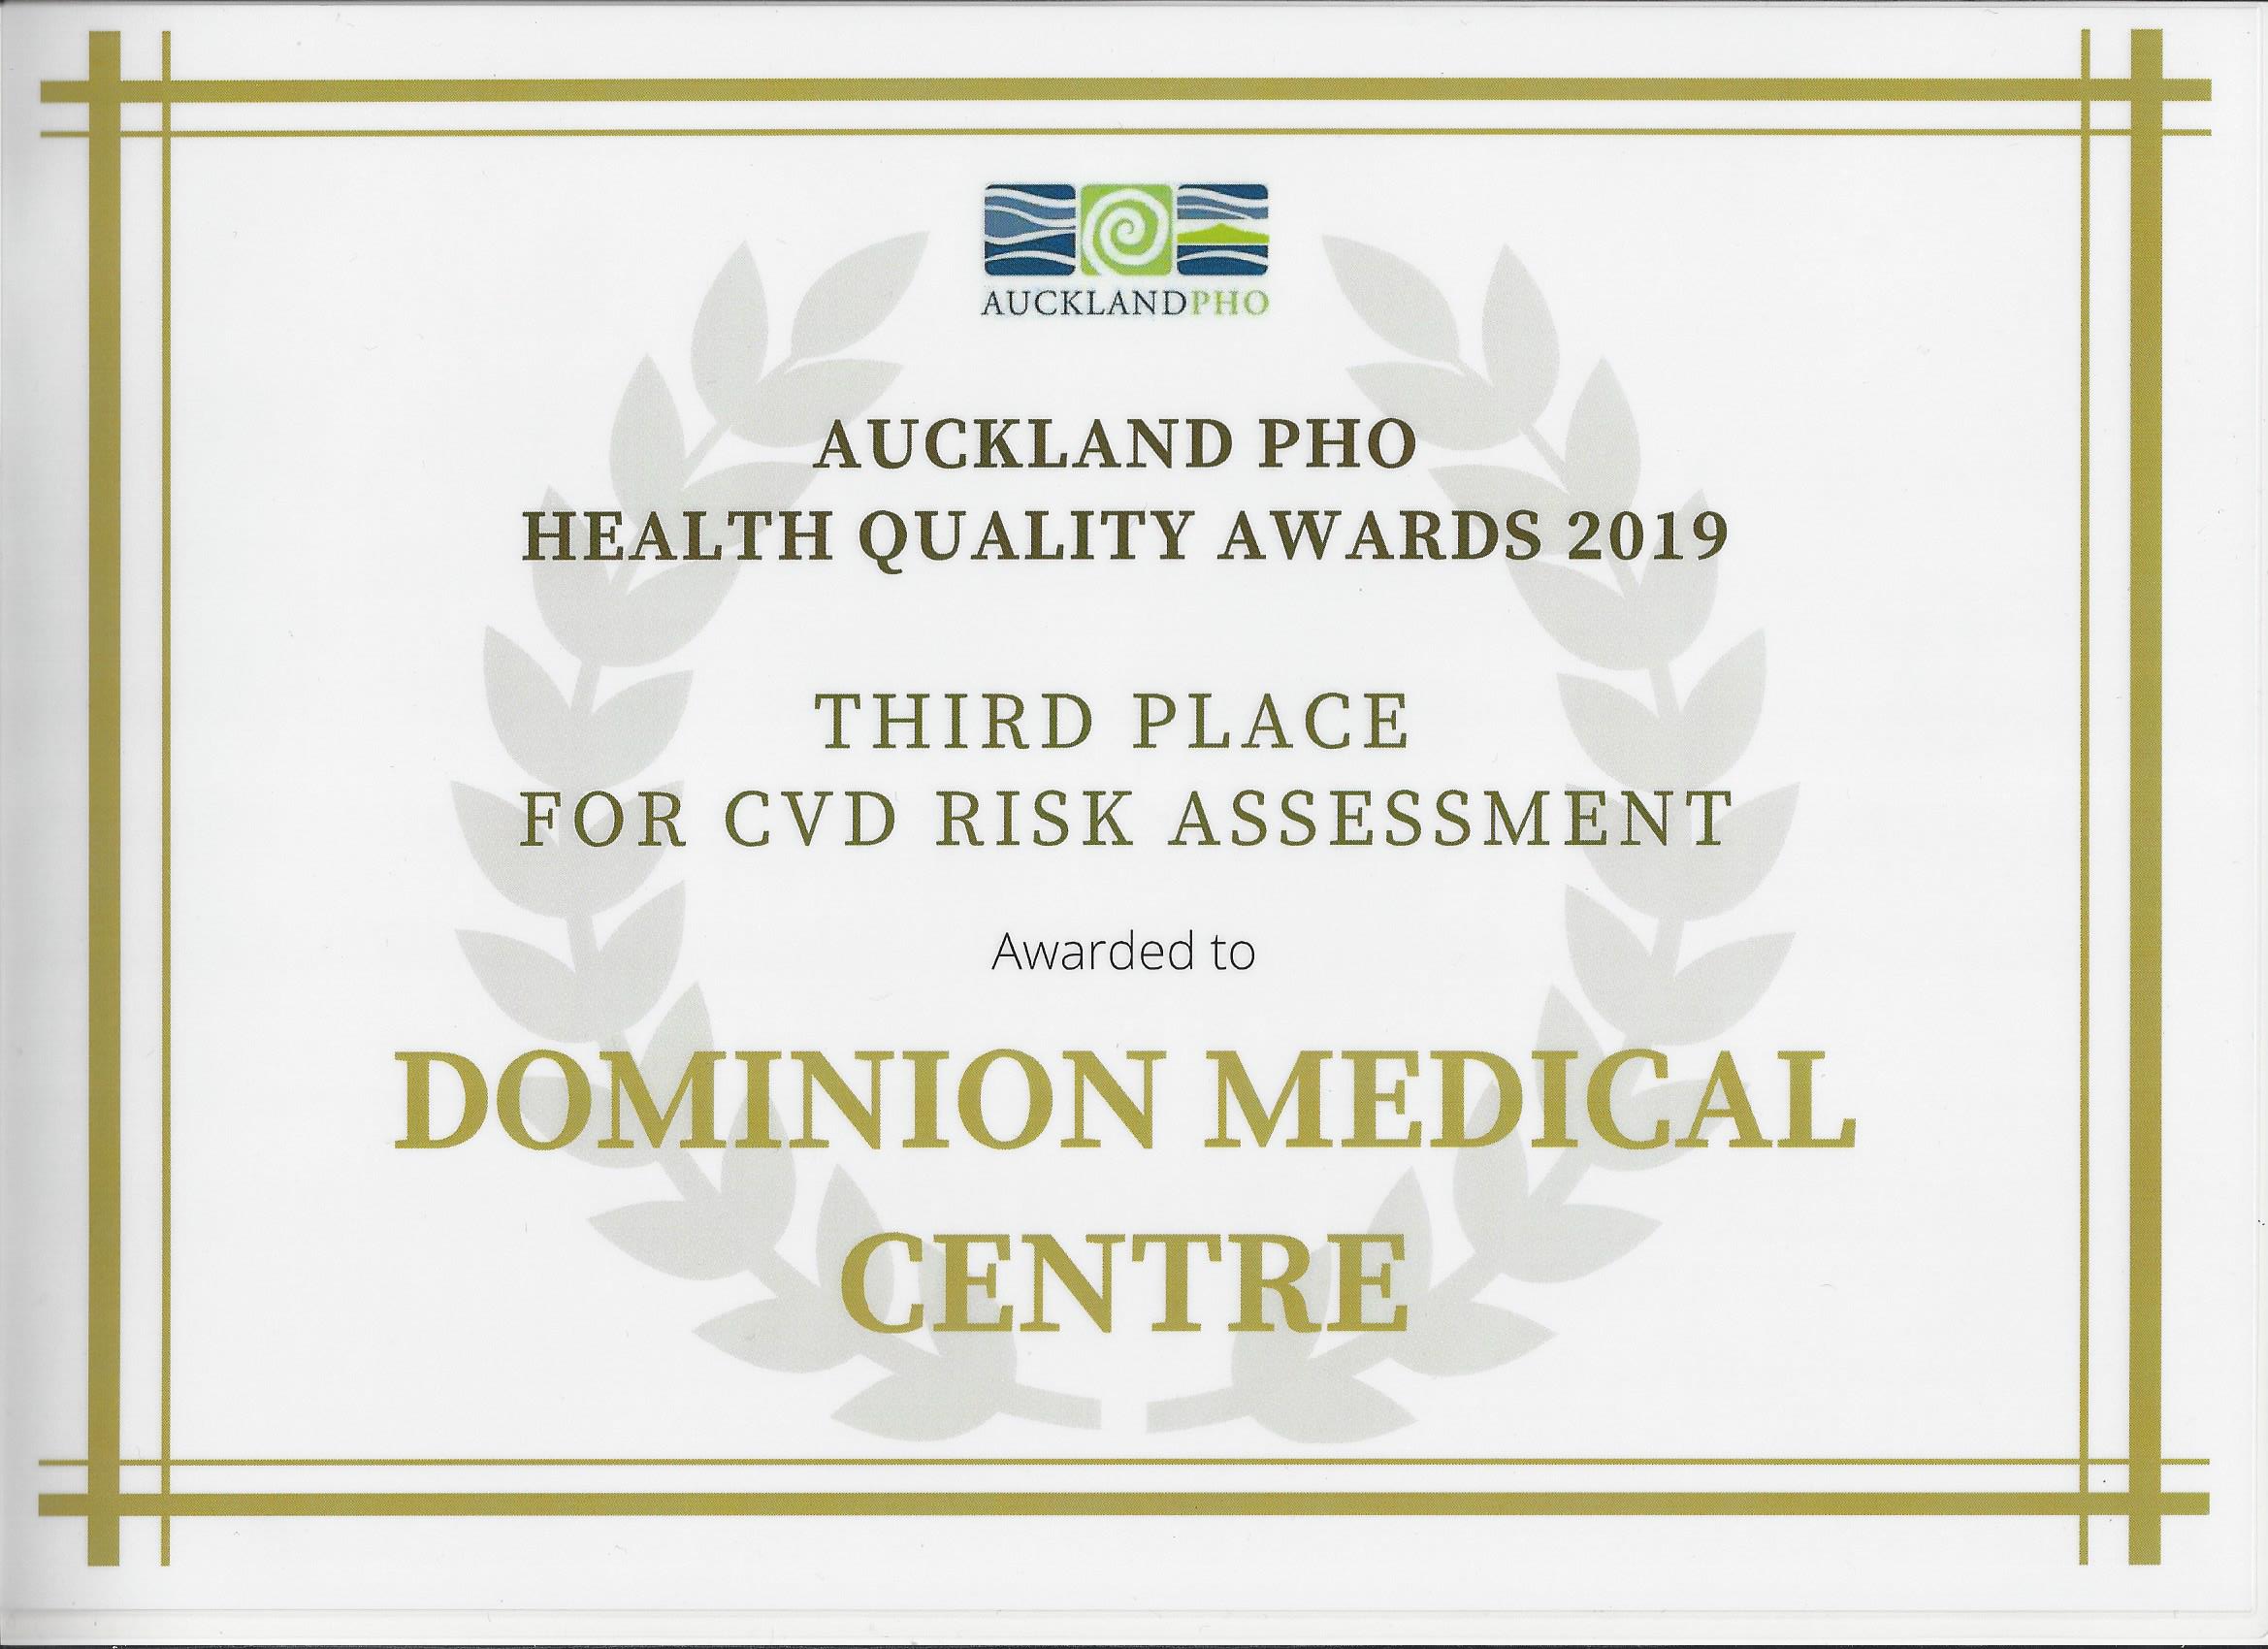 AUCKLANDPHO
AUCKLAND PHO
HEALTH QUALITY AWARDS 2019
THIRD PLACE
FOR CVD RISK ASSESSMENT
Awarded to
DOMINION MEDICAL
CENTRE